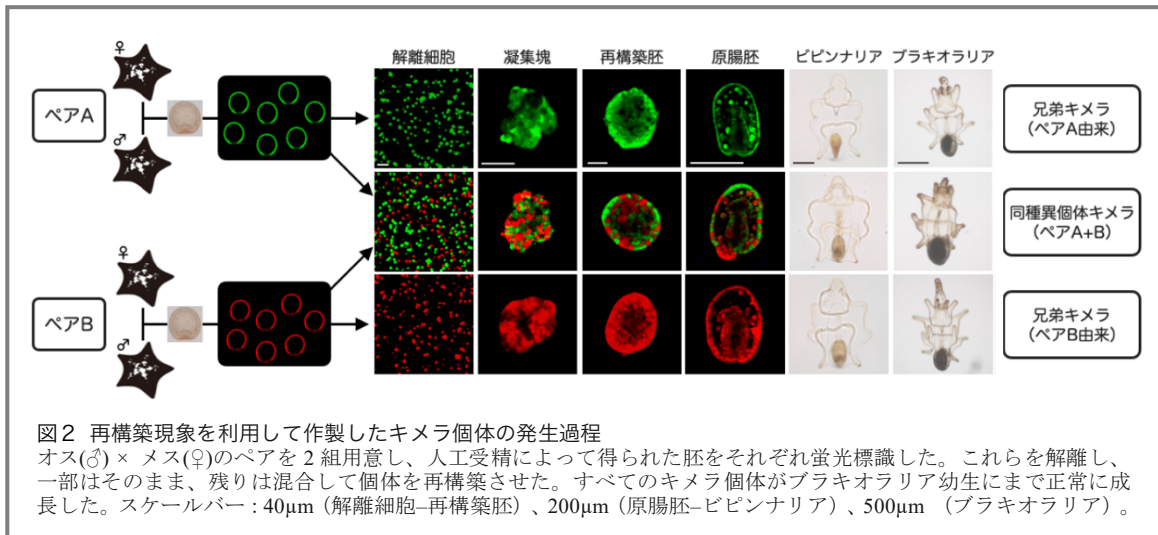 解離細胞
凝集塊
再構築胚
原腸胚
ビピンナリア
ブラキオラリア
♀
ペアA
♂
兄弟キメラ
(ペアA由来)
同種異個体キメラ
(ペアA+B)
♀
ペアB
♂
兄弟キメラ
(ペアB由来)
図2 再構築現象を利用して作製したキメラ個体の発生過程
オス(♂) × メス(♀)のペアを 2 組用意し、人工受精によって得られた胚をそれぞれ蛍光標識した。これらを解離し、
一部はそのまま、残りは混合して個体を再構築させた。すべてのキメラ個体がブラキオラリア幼生にまで正常に成
長した。スケールバー : 40μm（解離細胞–再構築胚）、200μm（原腸胚–ビピンナリア）、500μm （ブラキオラリア）。